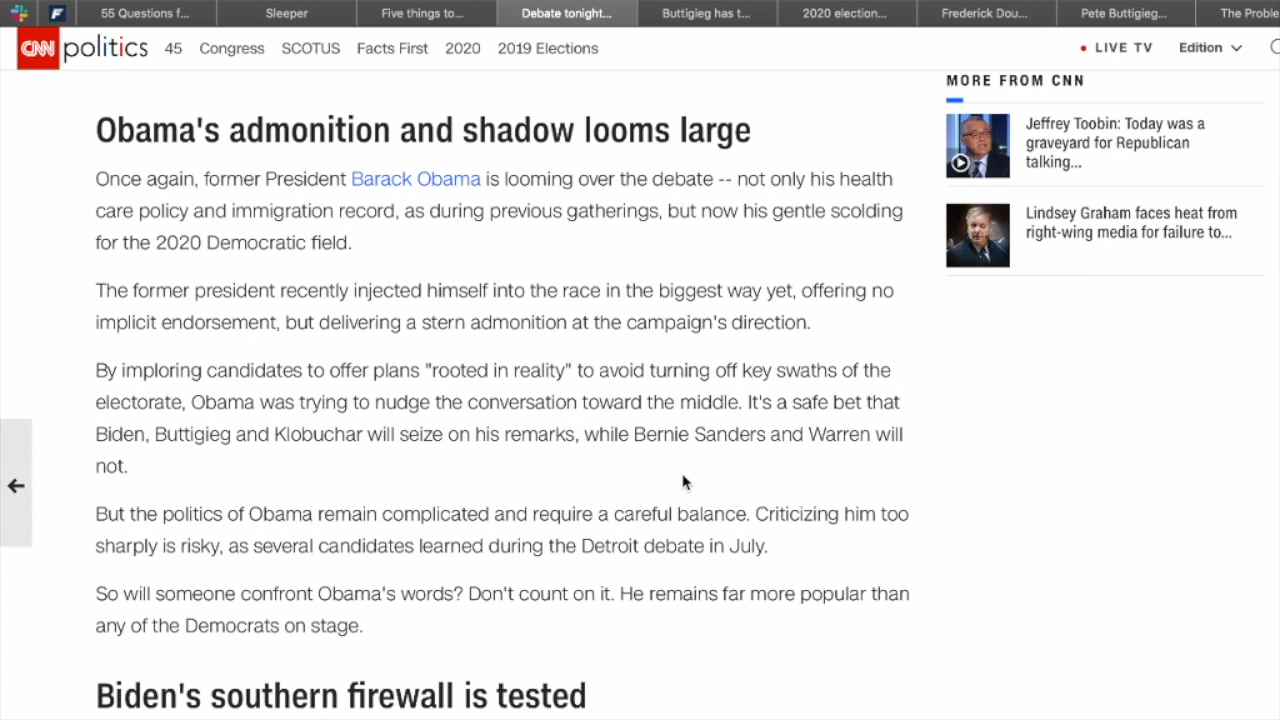 55 Questions f... Sleeper Five things to... Debate tonight... Buttigieg has t... 2020 election... Frederick Dou... Pete Buttigieg... The Proble
CNN politics 45 Congress SCOTUS Facts First 2020 2019 Elections LIVE TV Edition
Obama's admonition and shadow looms large
Once again, former President Barack Obama is looming over the debate -- not only his health
care policy and immigration record, as during previous gatherings, but now his gentle scolding
for the 2020 Democratic field.
The former president recently injected himself into the race in the biggest way yet, offering no
implicit endorsement, but delivering a stern admonition at the campaign's direction.
By imploring candidates to offer plans "rooted in reality" to avoid turning off key swaths of the
electorate, Obama was trying to nudge the conversation toward the middle. It's a safe bet that
Biden, Buttigieg and Klobuchar will seize on his remarks, while Bernie Sanders and Warren will
not.
But the politics of Obama remain complicated and require a careful balance. Criticizing him too
sharply is risky, as several candidates learned during the Detroit debate in July.
So will someone confront Obama's words? Don't count on it. He remains far more popular than
any of the Democrats on stage.
Biden's southern firewall is tested
MORE FROM CNN
Jeffrey Toobin: Today was a
graveyard for Republican
talking...
Lindsey Graham faces heat from
right-wing media for failure to...